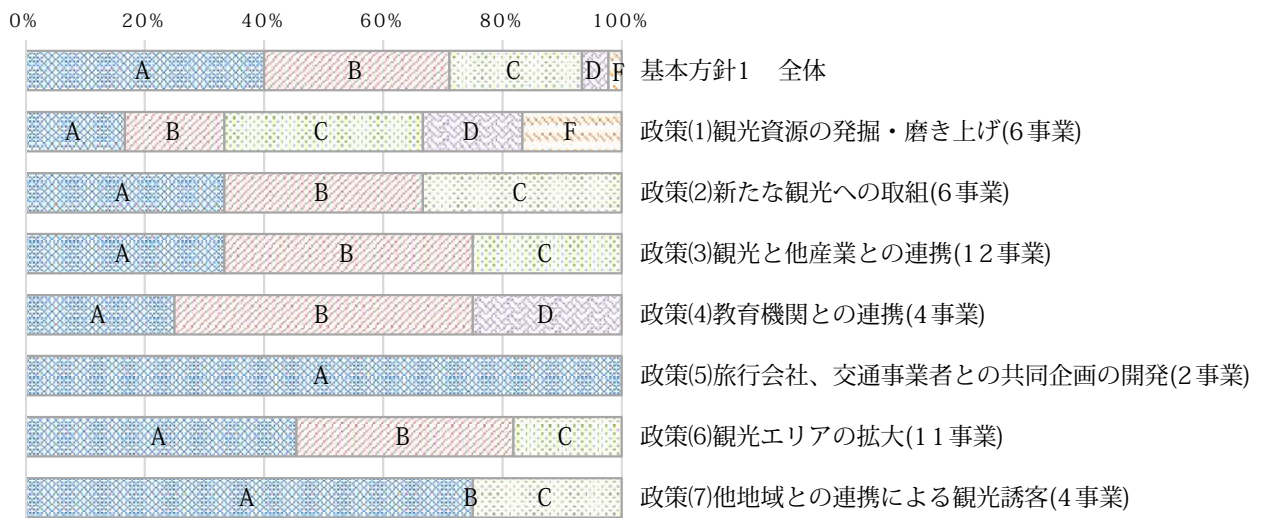 0% 20% 40% 60% 80% 100%
A B C D F 基本方針1 全体
A B C D F 政策⑴観光資源の発掘・磨き上げ(6事業)
A B C 政策⑵新たな観光への取組(6事業)
A B C 政策⑶観光と他産業との連携(12事業)
A B D 政策⑷教育機関との連携(4事業)
A 政策⑸旅行会社、交通事業者との共同企画の開発(2事業)
A B C 政策⑹観光エリアの拡大(11事業)
A B C 政策⑺他地域との連携による観光誘客(4事業)